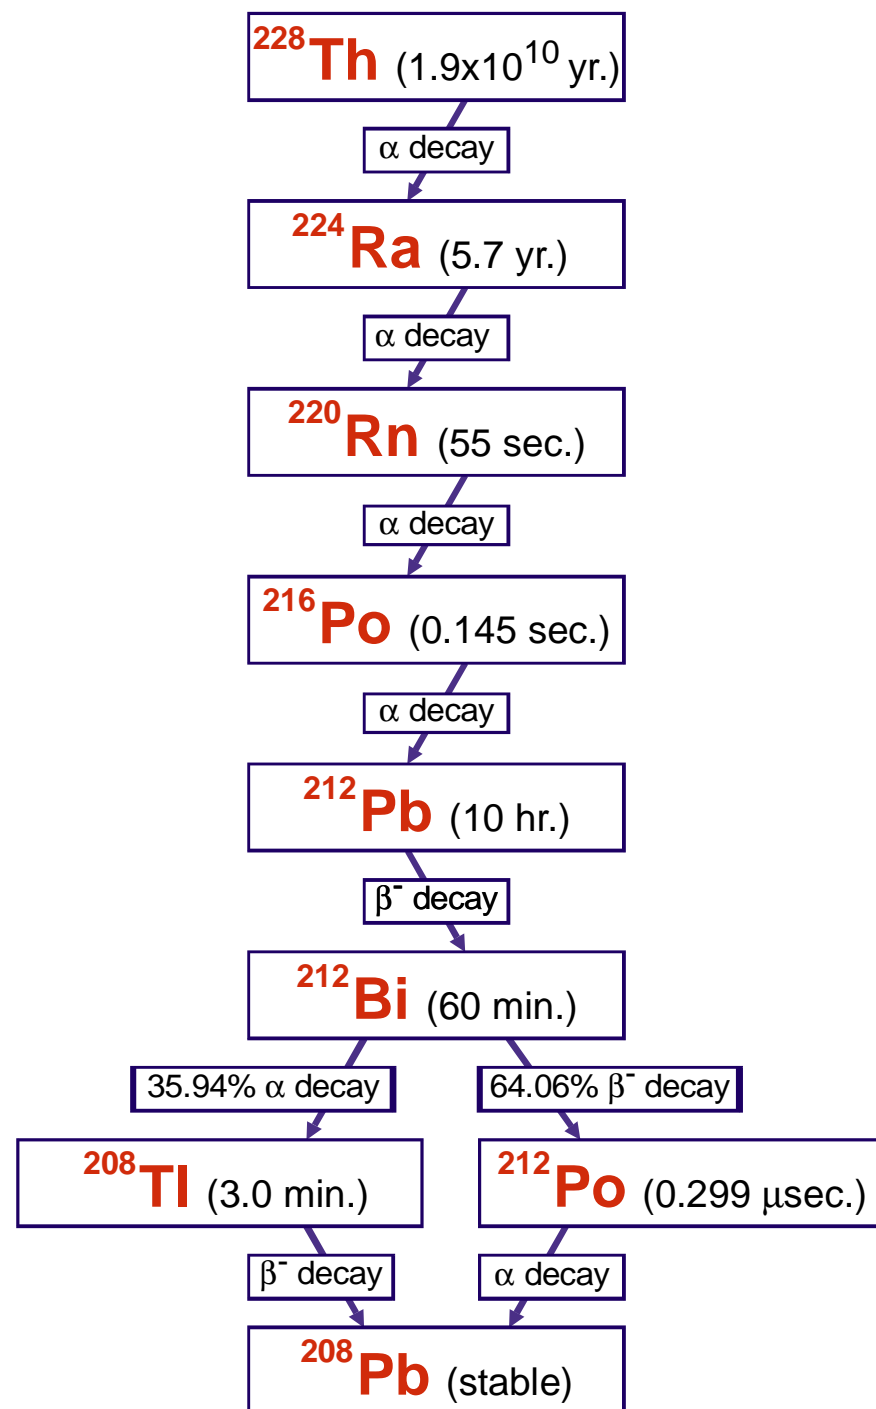 ²²⁸Th (1.9x10¹⁰ yr.)
α decay
²²⁴Ra (5.7 yr.)
α decay
²²⁰Rn (55 sec.)
α decay
²¹⁶Po (0.145 sec.)
α decay
²¹²Pb (10 hr.)
β⁻ decay
²¹²Bi (60 min.)
35.94% α decay
64.06% β⁻ decay
²⁰⁸Tl (3.0 min.)
²¹²Po (0.299 μsec.)
β⁻ decay
α decay
²⁰⁸Pb (stable)